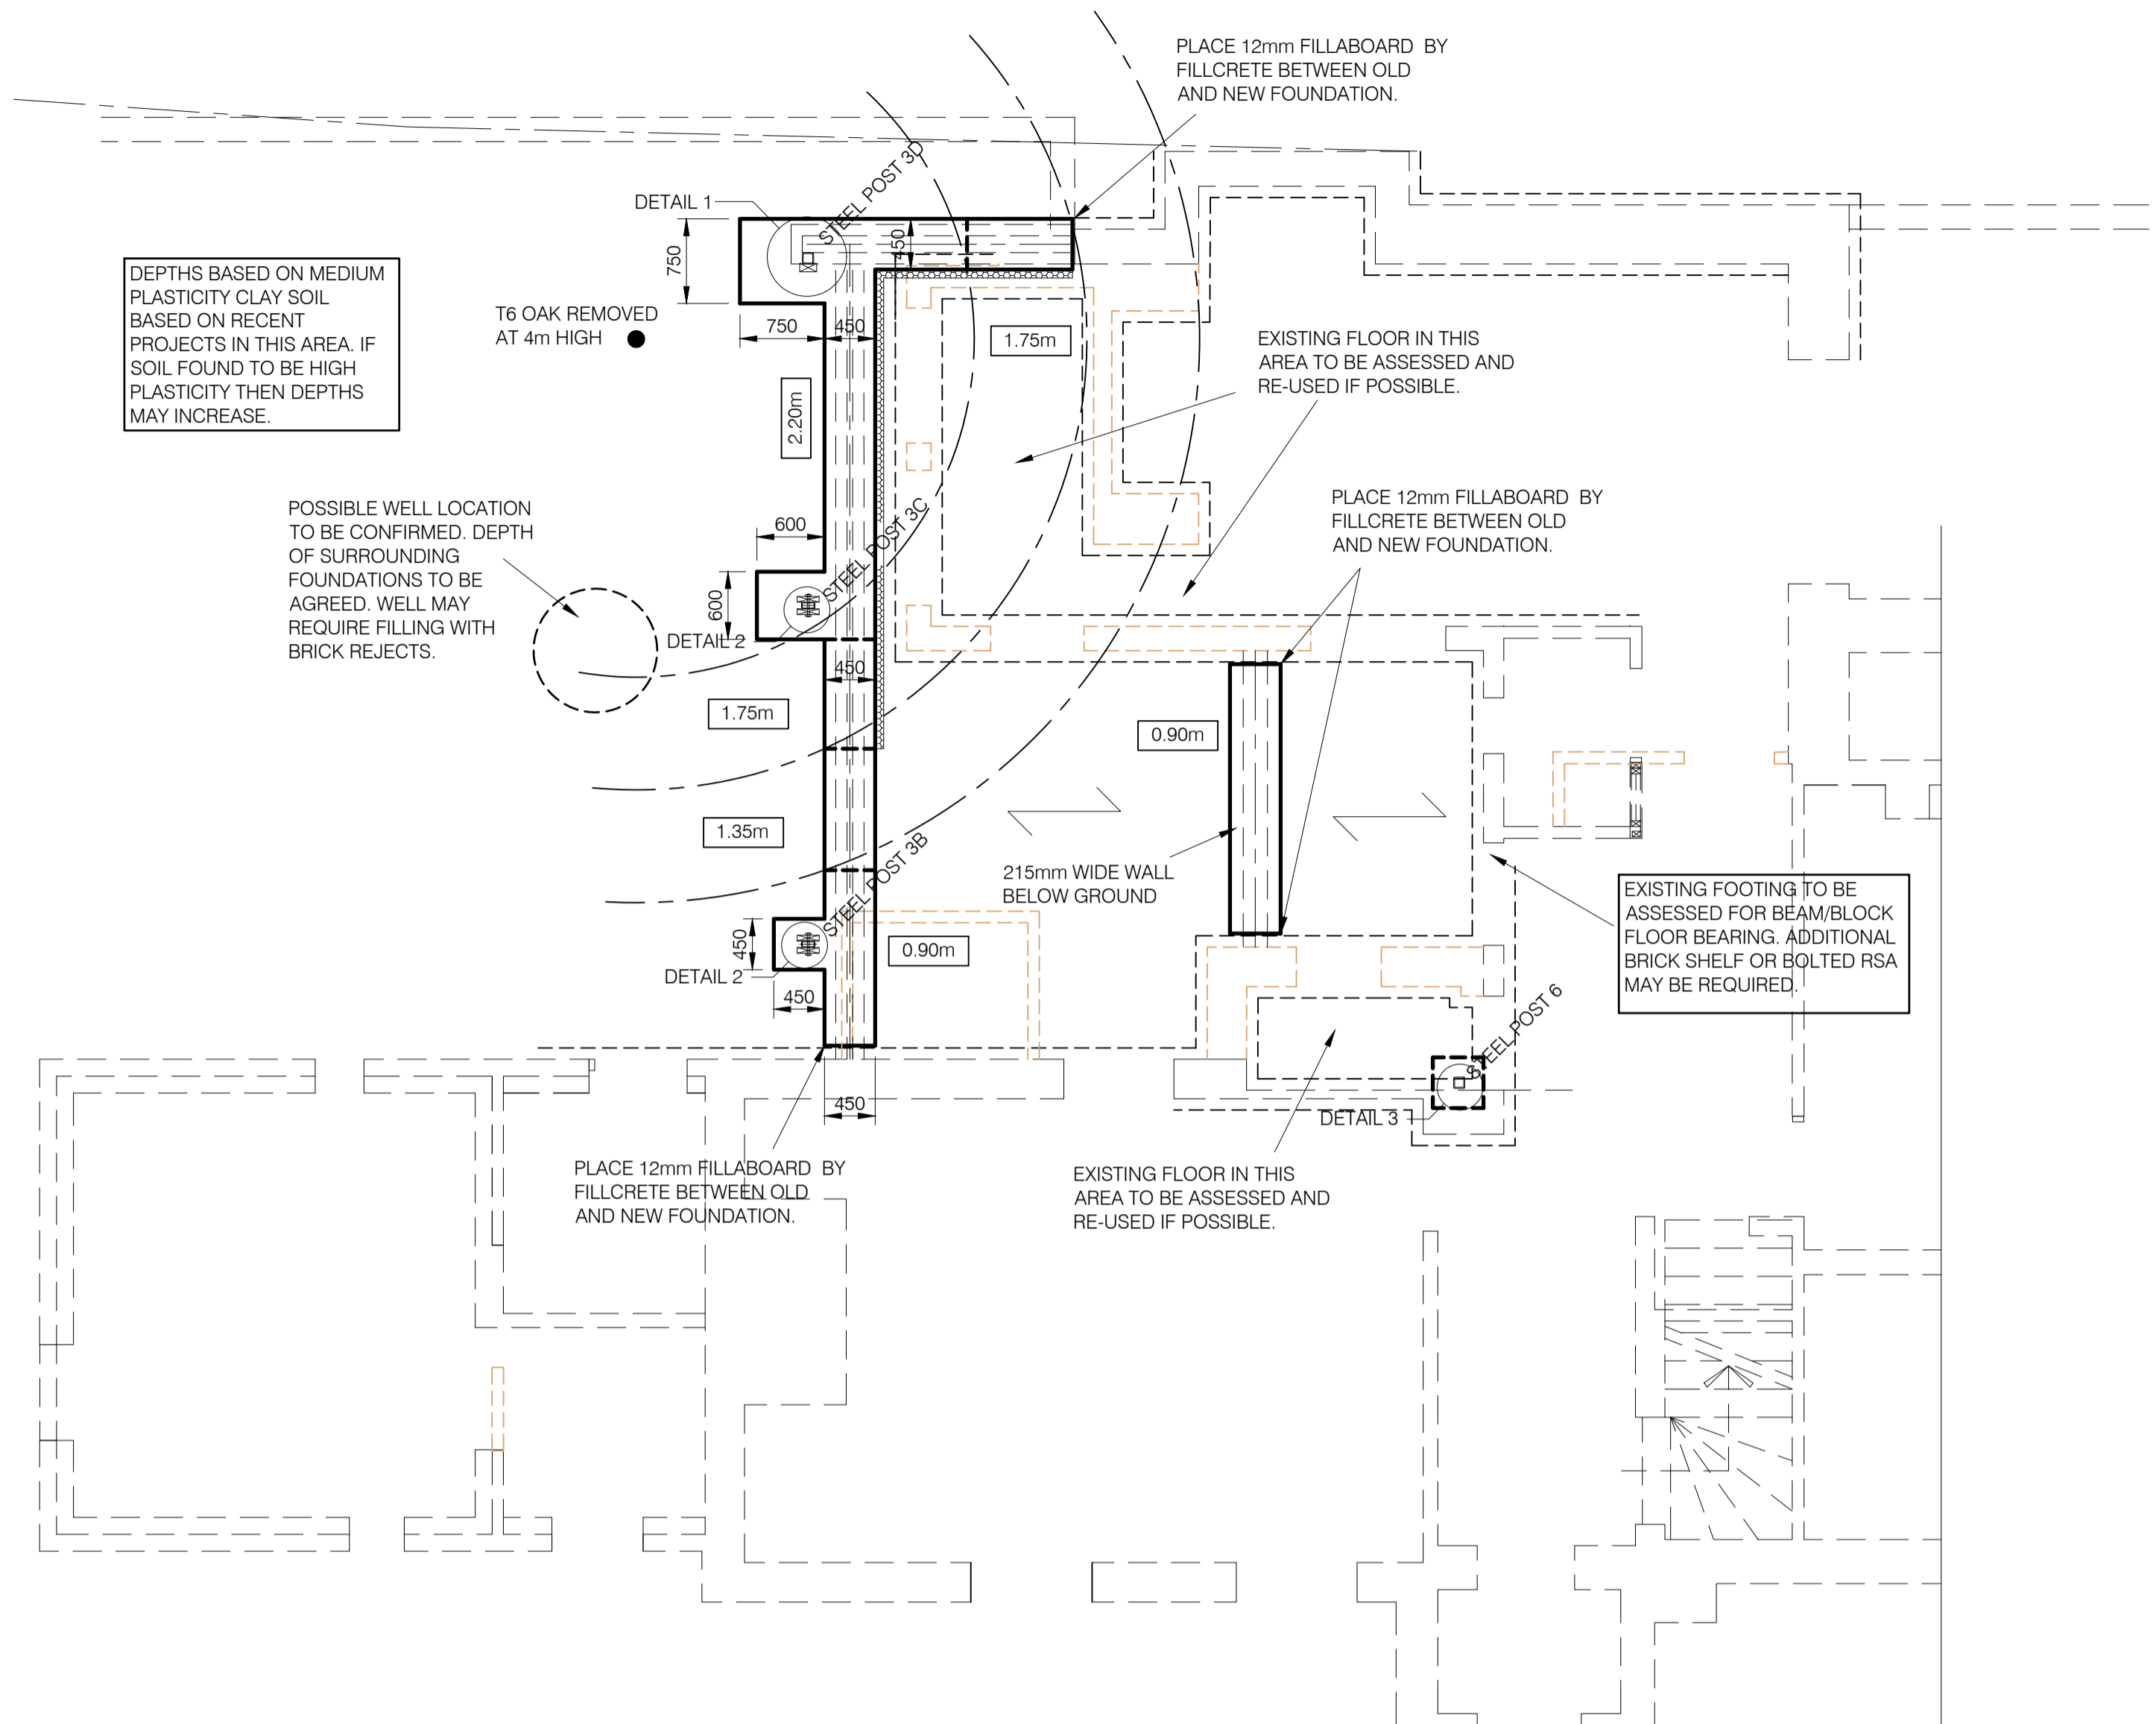 PLACE 12mm FILLABOARD BY
FILLCRETE BETWEEN OLD
AND NEW FOUNDATION.
STEEL POST 3D
DETAIL 1
750
450
DEPTHS BASED ON MEDIUM
PLASTICITY CLAY SOIL
BASED ON RECENT
PROJECTS IN THIS AREA. IF
SOIL FOUND TO BE HIGH
PLASTICITY THEN DEPTHS
MAY INCREASE.
T6 OAK REMOVED
AT 4m HIGH
750
450
1.75m
EXISTING FLOOR IN THIS
AREA TO BE ASSESSED AND
RE-USED IF POSSIBLE.
2.20m
POSSIBLE WELL LOCATION
TO BE CONFIRMED. DEPTH
OF SURROUNDING
FOUNDATIONS TO BE
AGREED. WELL MAY
REQUIRE FILLING WITH
BRICK REJECTS.
600
STEEL POST 3C
600
DETAIL 2
PLACE 12mm FILLABOARD BY
FILLCRETE BETWEEN OLD
AND NEW FOUNDATION.
450
1.75m
0.90m
1.35m
STEEL POST 3B
215mm WIDE WALL
BELOW GROUND
EXISTING FOOTING TO BE
ASSESSED FOR BEAM/BLOCK
FLOOR BEARING. ADDITIONAL
BRICK SHELF OR BOLTED RSA
MAY BE REQUIRED.
450
0.90m
DETAIL 2
450
STEEL POST 6
450
DETAIL 3
PLACE 12mm FILLABOARD BY
FILLCRETE BETWEEN OLD
AND NEW FOUNDATION.
EXISTING FLOOR IN THIS
AREA TO BE ASSESSED AND
RE-USED IF POSSIBLE.